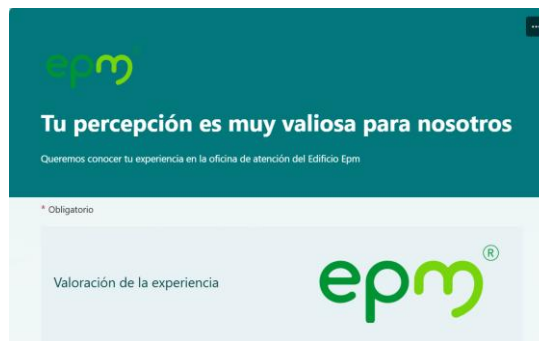 epm
Tu percepción es muy valiosa para nosotros
Queremos conocer tu experiencia en la oficina de atención del Edificio Epm
* Obligatorio
Valoración de la experiencia
epm®